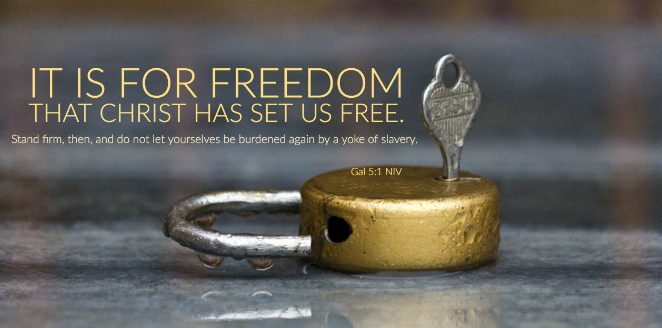 IT IS FOR FREEDOM
THAT CHRIST HAS SET US FREE.
Stand firm, then, and do not let yourselves be burdened again by a yoke of slavery.
Gal 5:1 NIV